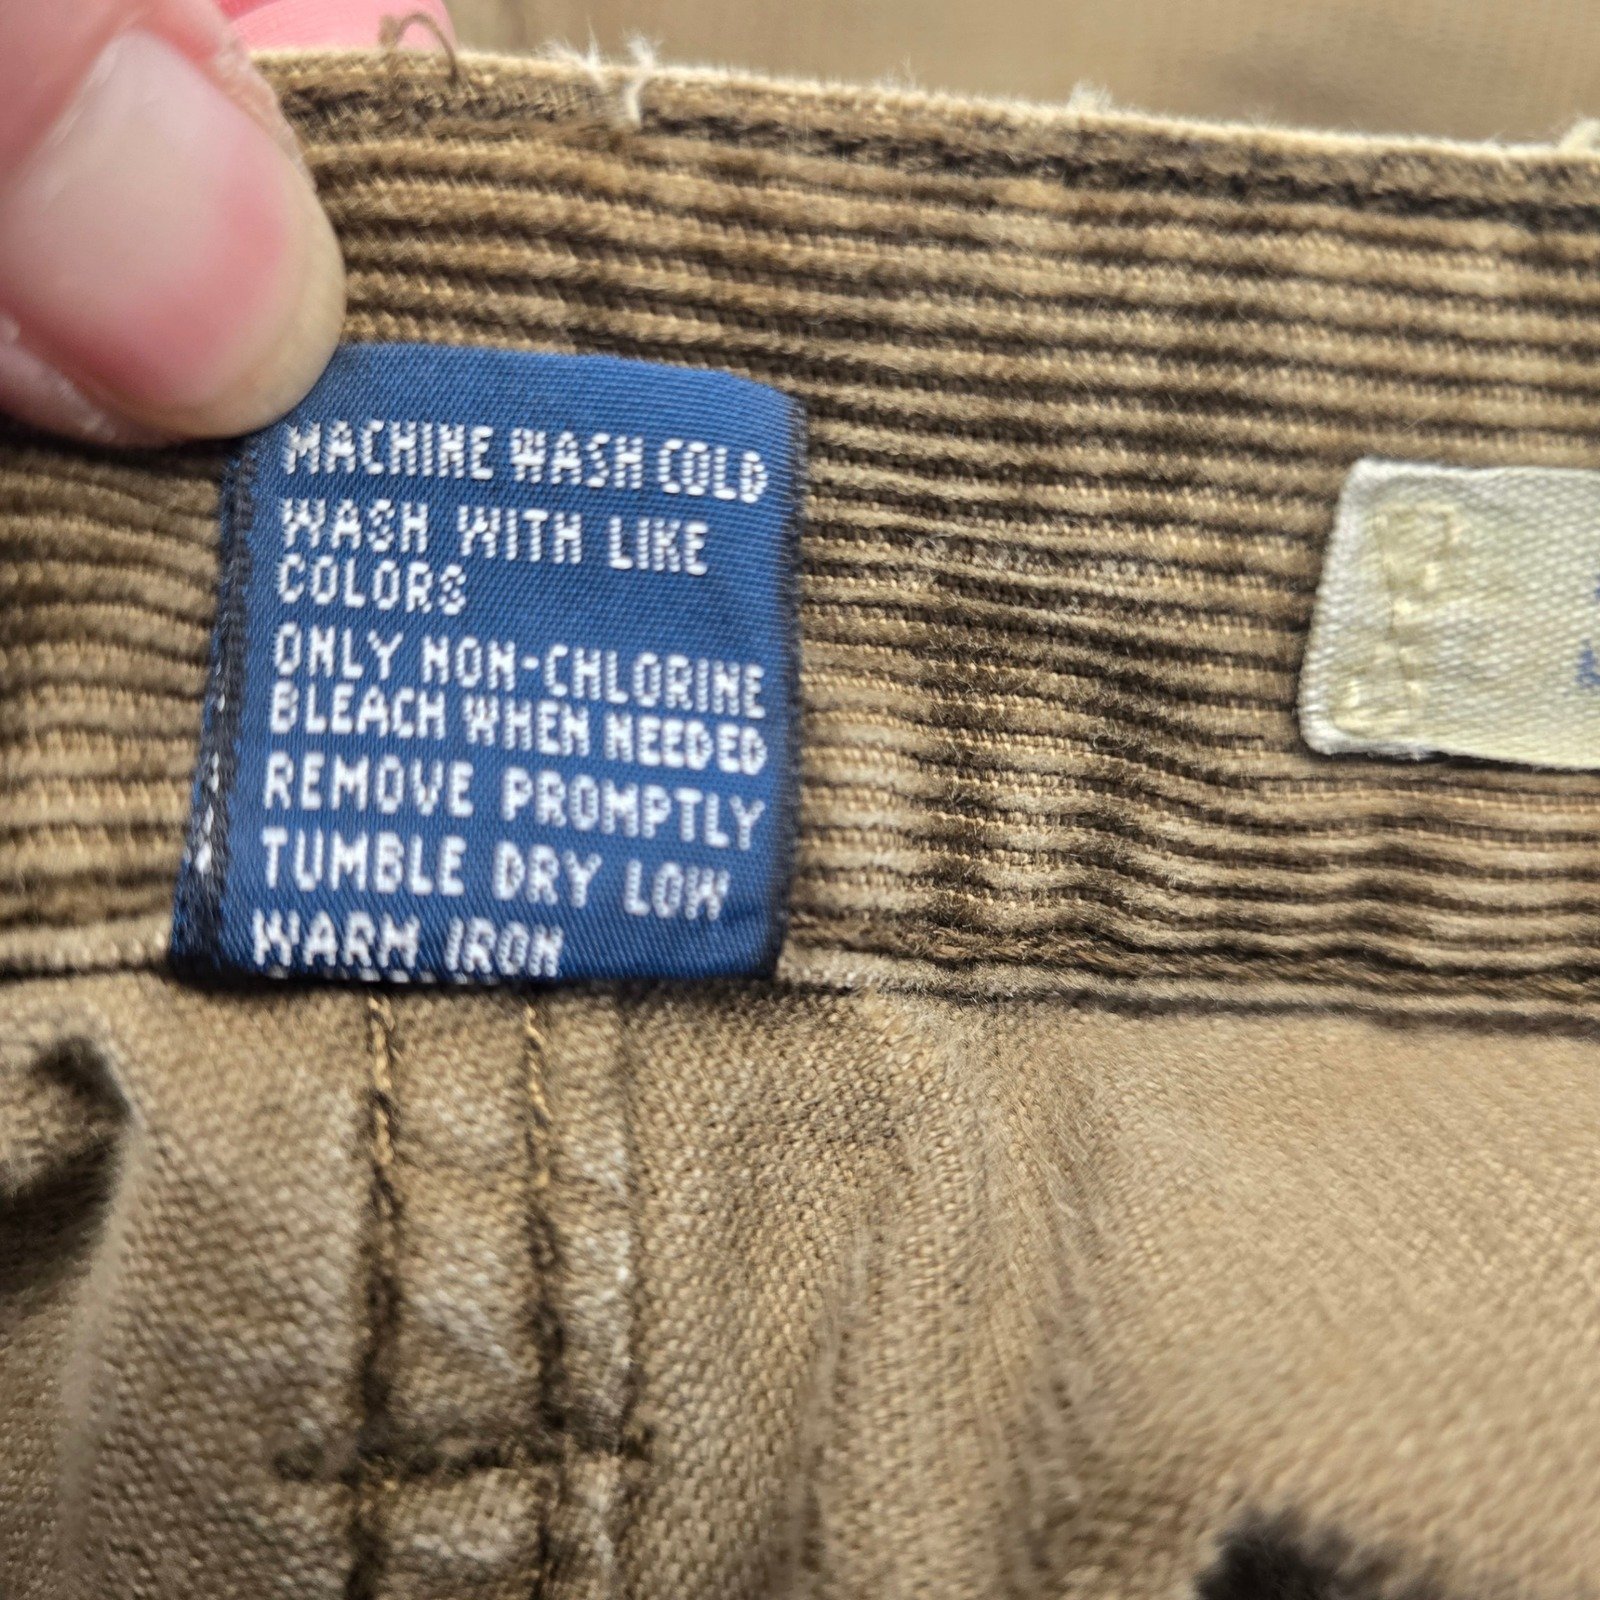 MACHINE WASH COLD
WASH WITH LIKE
COLORS
ONLY NON-CHLORINE
BLEACH WHEN NEEDED
REMOVE PROMPTLY
TUMBLE DRY LOW
WARM IRON